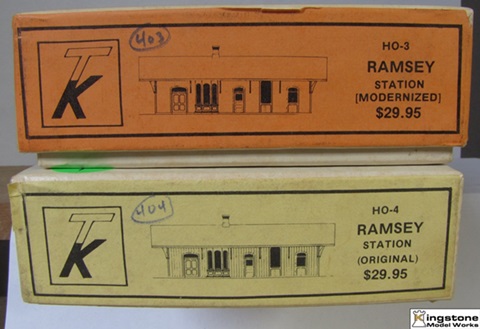 TK
403
HO-3
RAMSEY
STATION
[MODERNIZED]
$29.95
TK
404
HO-4
RAMSEY
STATION
(ORIGINAL)
$29.95
Kingstone
Model Works